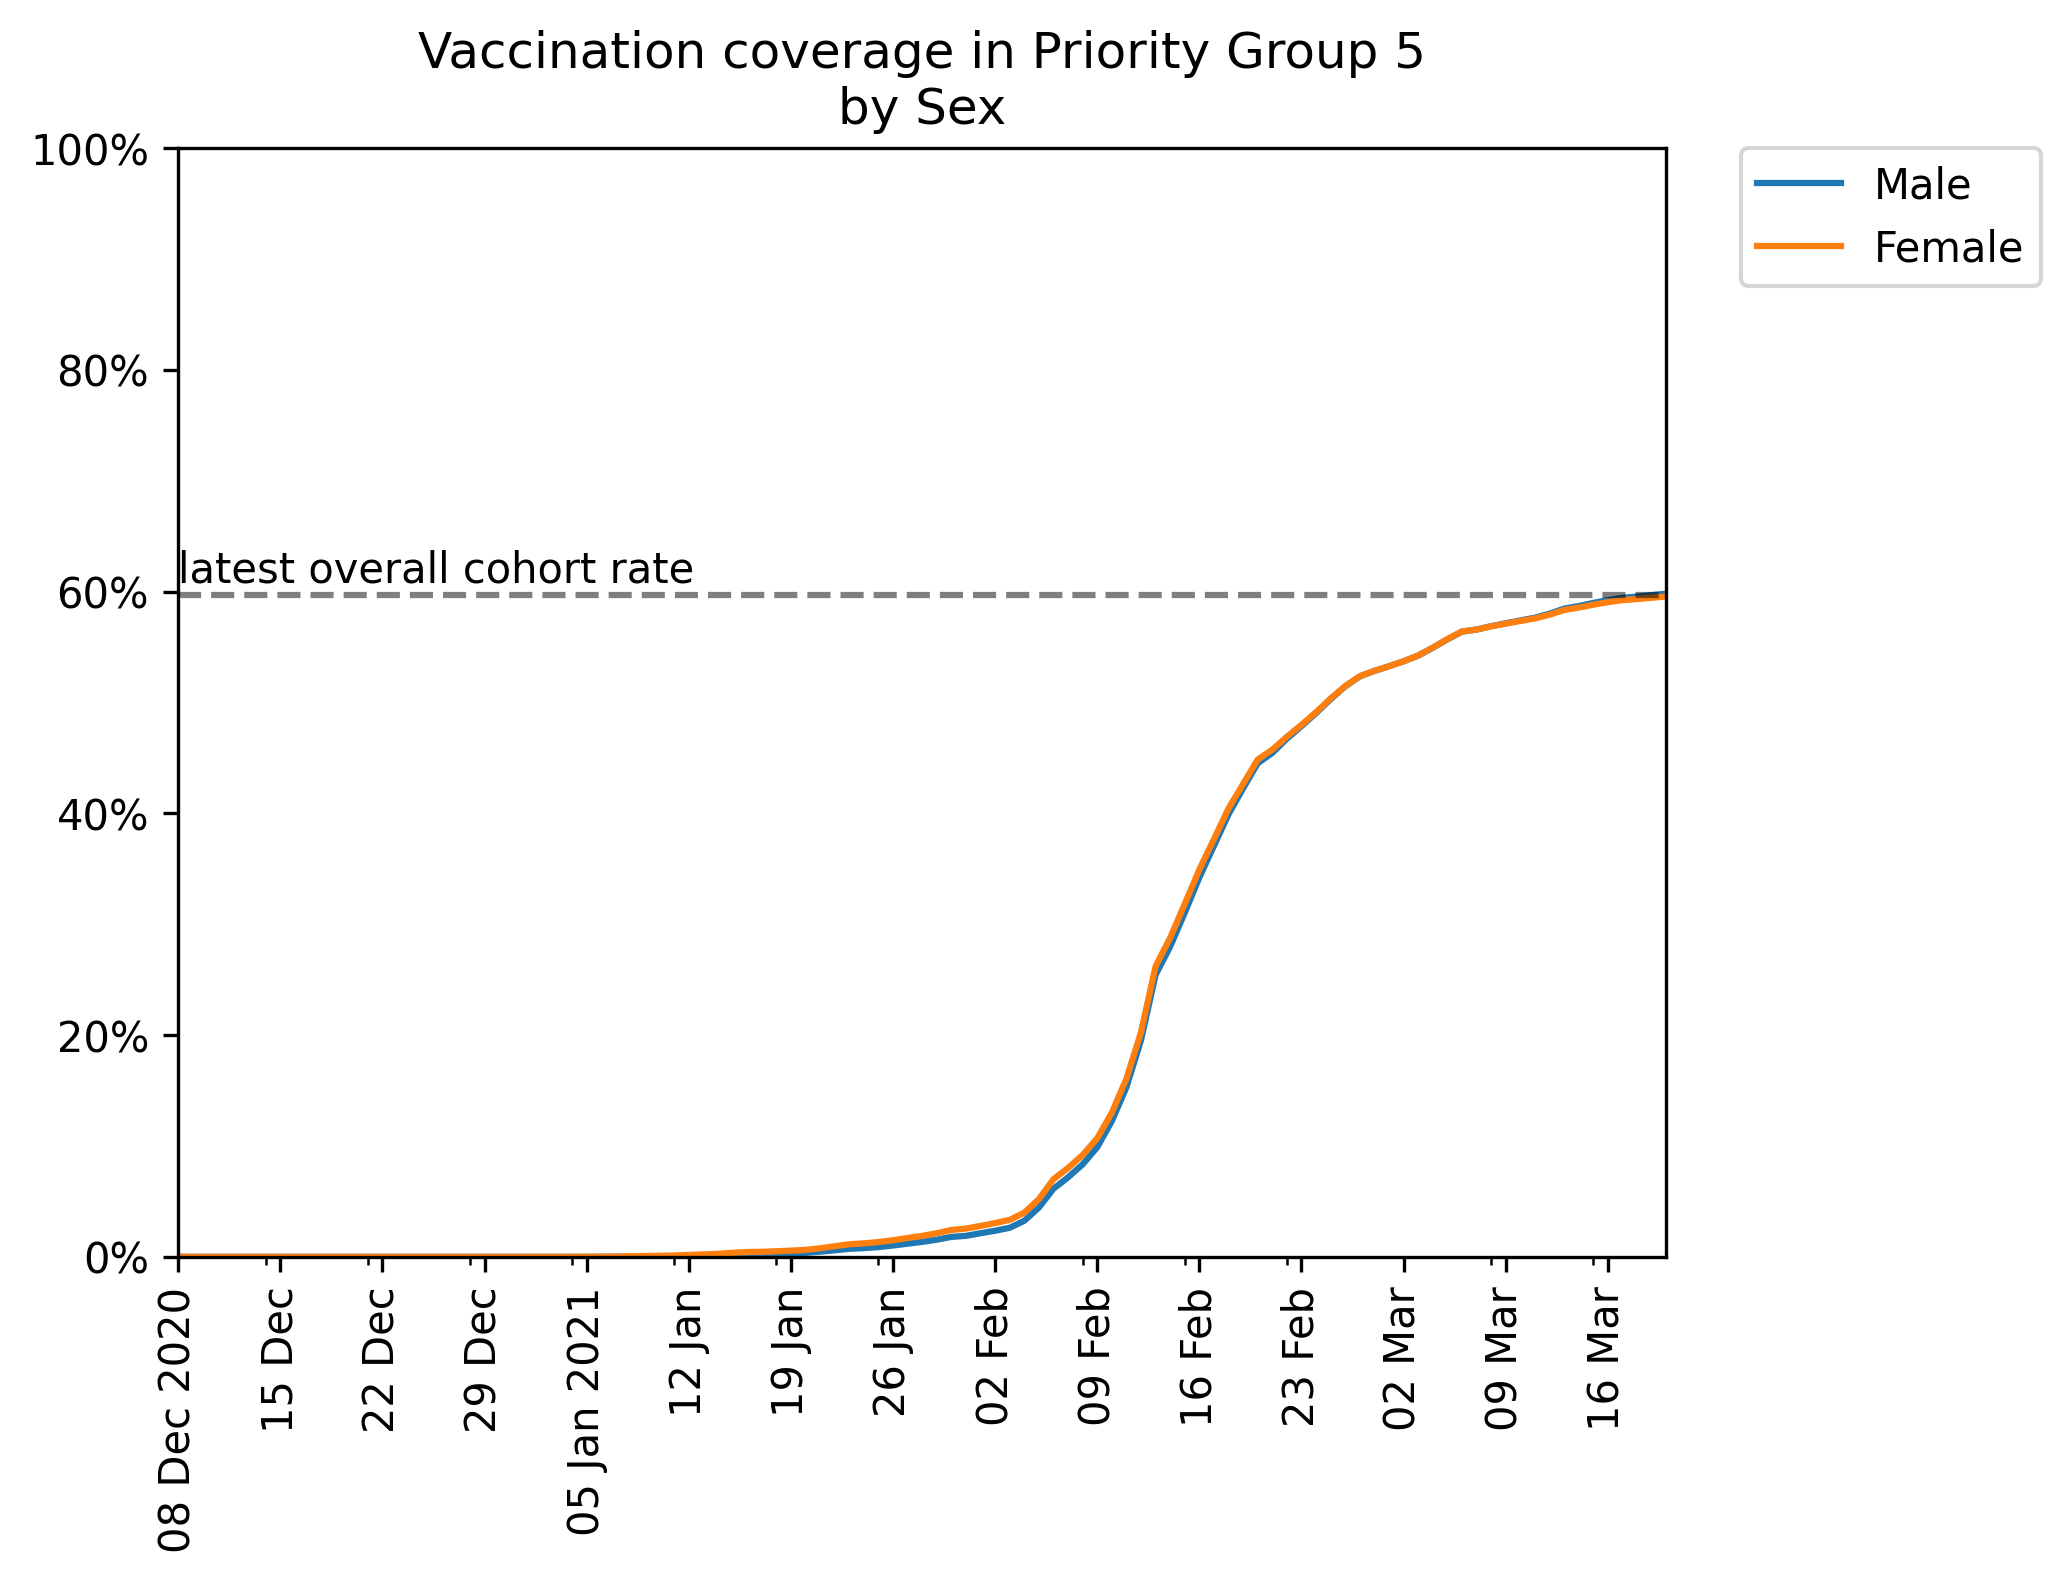 Vaccination coverage in Priority Group 5
by Sex
100%
80%
60%
40%
20%
0%
latest overall cohort rate
Male
Female
08 Dec 2020
15 Dec
22 Dec
29 Dec
05 Jan 2021
12 Jan
19 Jan
26 Jan
02 Feb
09 Feb
16 Feb
23 Feb
02 Mar
09 Mar
16 Mar